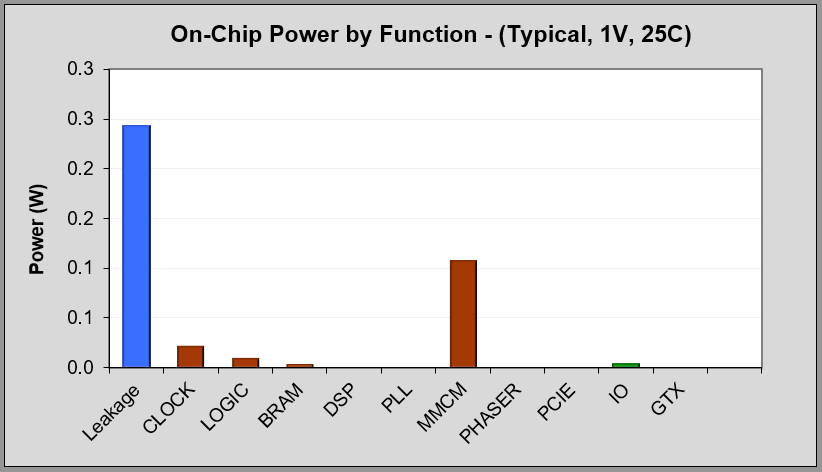 On-Chip Power by Function - (Typical, 1V, 25C)
0.3
0.3
0.2
0.2
0.1
0.1
0.0
Power (W)
Leakage
CLOCK
LOGIC
BRAM
DSP
PLL
MMCM
PHASER
PCIE
IO
GTX